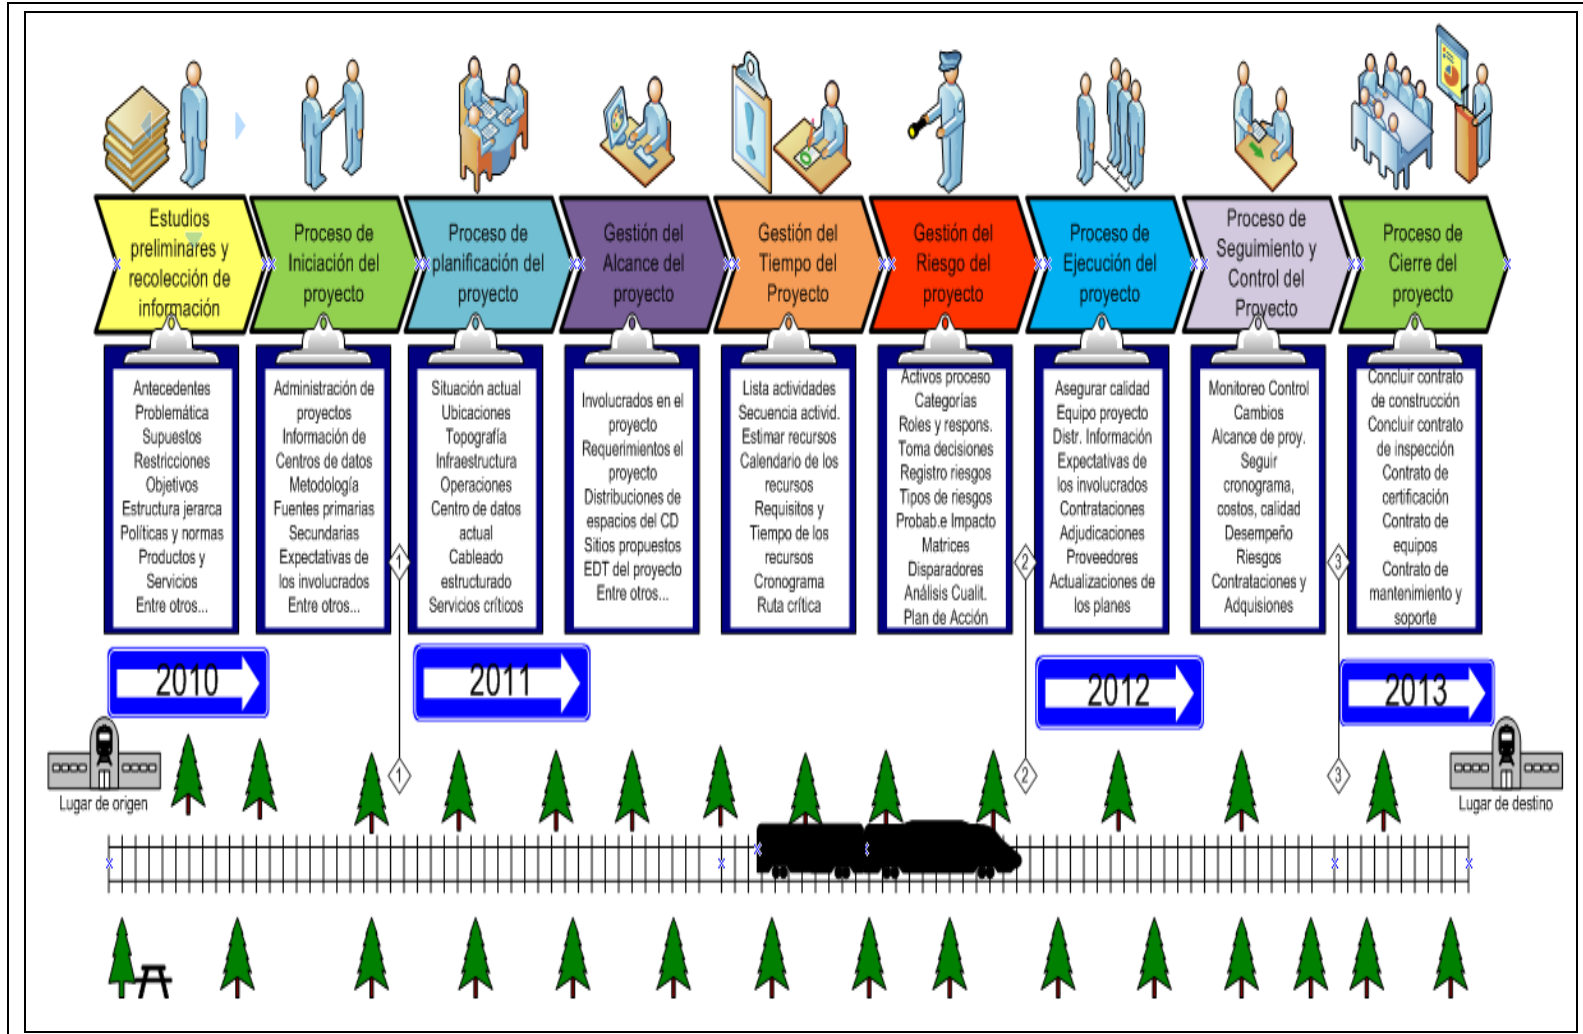 Estudios
preliminares y
recolección de
información
Proceso de
Iniciación del
proyecto
Proceso de
planificación del
proyecto
Gestión del
Alcance del
proyecto
Gestión del
Tiempo del
Proyecto
Gestión del
Riesgo del
proyecto
Proceso de
Ejecución del
proyecto
Proceso de
Seguimiento y
Control del
Proyecto
Proceso de
Cierre del
proyecto
Antecedentes
Problemática
Supuestos
Restricciones
Objetivos
Estructura jerarca
Políticas y normas
Productos y
Servicios
Entre otros...
Administración de
proyectos
Información de
Centros de datos
Metodología
Fuentes primarias
Secundarias
Expectativas de
los involucrados
Entre otros...
Situación actual
Ubicaciones
Topografía
Infraestructura
Operaciones
Centro de datos
actual
Cableado
estructurado
Servicios críticos
Involucrados en el
proyecto
Requerimientos el
proyecto
Distribuciones de
espacios del CD
Sitios propuestos
EDT del proyecto
Entre otros...
Lista actividades
Secuencia activid.
Estimar recursos
Calendario de los
recursos
Requisitos y
Tiempo de los
recursos
Cronograma
Ruta crítica
Activos proceso
Categorías
Roles y respons.
Toma decisiones
Registro riesgos
Tipos de riesgos
Probab.e Impacto
Matrices
Disparadores
Análisis Cualit.
Plan de Acción
Asegurar calidad
Equipo proyecto
Distr. Información
Expectativas de
los involucrados
Contrataciones
Adjudicaciones
Proveedores
Actualizaciones de
los planes
Monitoreo Control
Cambios
Alcance de proy.
Seguir
cronograma,
costos, calidad
Desempeño
Riesgos
Contrataciones y
Adquisiones
Concluir contrato
de construcción
Concluir contrato
de inspección
Contrato de
certificación
Contrato de
equipos
Contrato de
mantenimiento y
soporte
1
2
3
2010
2011
2012
2013
1
2
3
Lugar de origen
Lugar de destino